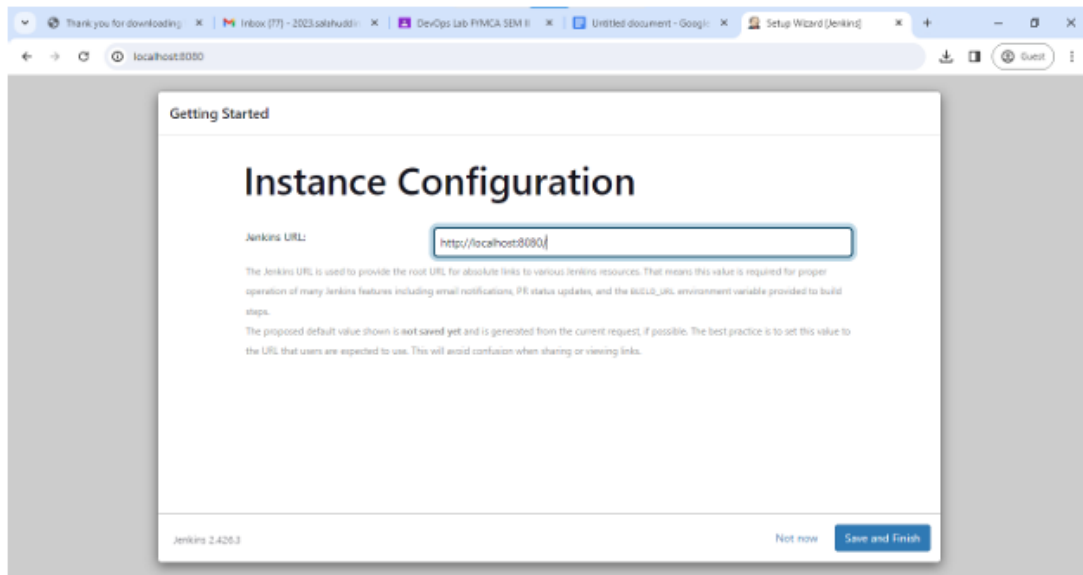 Thank you for downloading
Inbox (77) - 2023.salahuddi
DevOps Lab FYMCA SEM II
Untitled document - Google
Setup Wizard [Jenkins]
localhost:8080
Guest
Getting Started
Instance Configuration
Jenkins URL:
http://localhost:8080/
The Jenkins URL is used to provide the root URL for absolute links to various Jenkins resources. That means this value is required for proper
operation of many Jenkins features including email notifications, PR status updates, and the BUILD_URL environment variable provided to build
steps.
The proposed default value shown is not saved yet and is generated from the current request, if possible. The best practice is to set this value to
the URL that users are expected to use. This will avoid confusion when sharing or viewing links.
Jenkins 2.426.3
Not now
Save and Finish